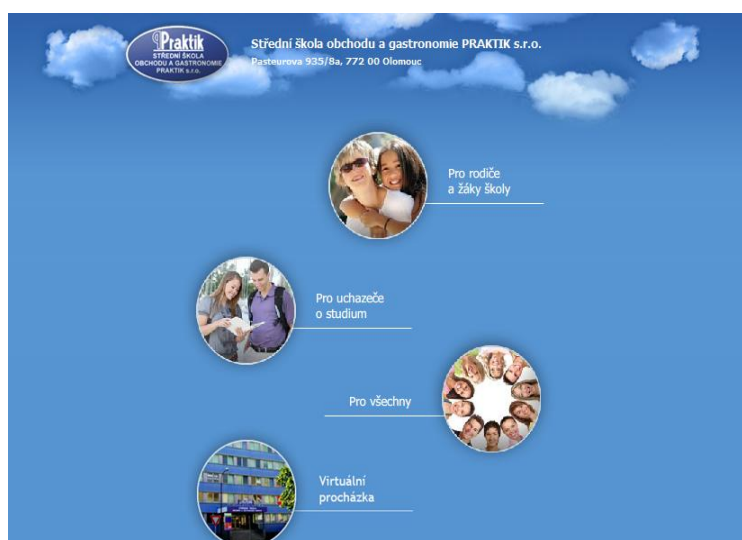 Praktik
STŘEDNÍ ŠKOLA
OBCHODU A GASTRONOMIE
PRAKTIK s.r.o.
Střední škola obchodu a gastronomie PRAKTIK s.r.o.
Pasteurova 935/8a, 772 00 Olomouc
Pro rodiče
a žáky školy
Pro uchazeče
o studium
Pro všechny
Virtuální
procházka